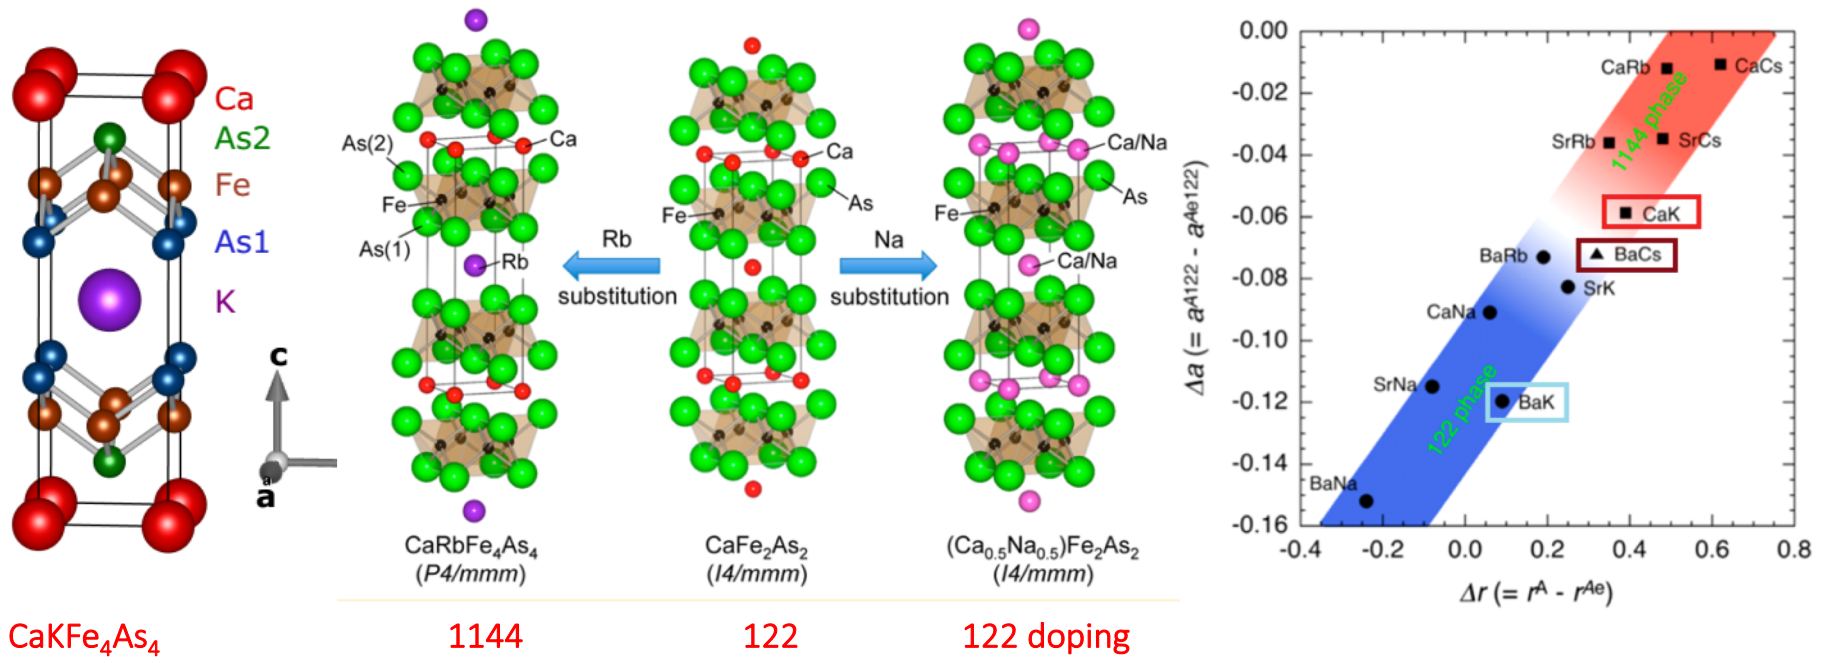 Ca
As2
Fe
As1
K
c
a
CaKFe₄As₄
As(2)
Ca
Fe
As(1)
Rb
CaRbFe₄As₄
(P4/mmm)
1144
Rb
substitution
Ca
As
Fe
CaFe₂As₂
(I4/mmm)
122
Na
substitution
Ca/Na
As
Fe
Ca/Na
(Ca₀.₅Na₀.₅)Fe₂As₂
(I4/mmm)
122 doping
Δa (= aᴬ¹²² - aᴬᵉ¹²²)
0.00
-0.02
-0.04
-0.06
-0.08
-0.10
-0.12
-0.14
-0.16
CaRb
CaCs
1144 phase
SrRb
SrCs
CaK
BaRb
BaCs
SrK
CaNa
SrNa
BaK
122 phase
BaNa
-0.4
-0.2
0.0
0.2
0.4
0.6
0.8
Δr (= rᴬ - rᴬᵉ)